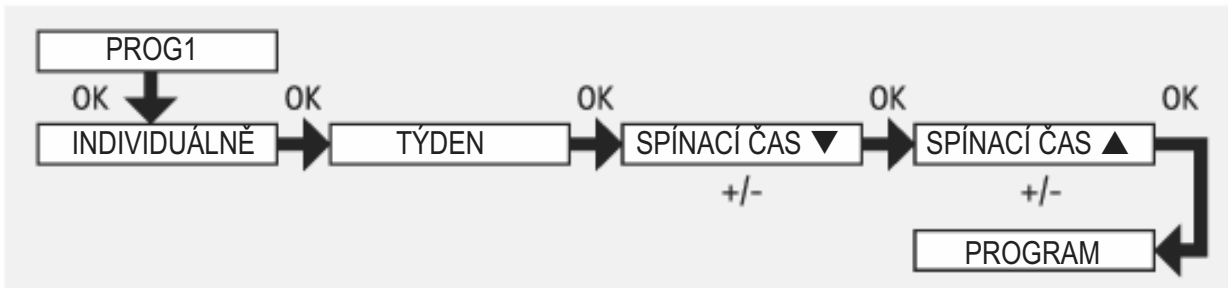 PROG1
OK OK OK OK OK
INDIVIDUÁLNĚ TÝDEN SPÍNACÍ ČAS ▼ SPÍNACÍ ČAS ▲
+/- +/-
PROGRAM